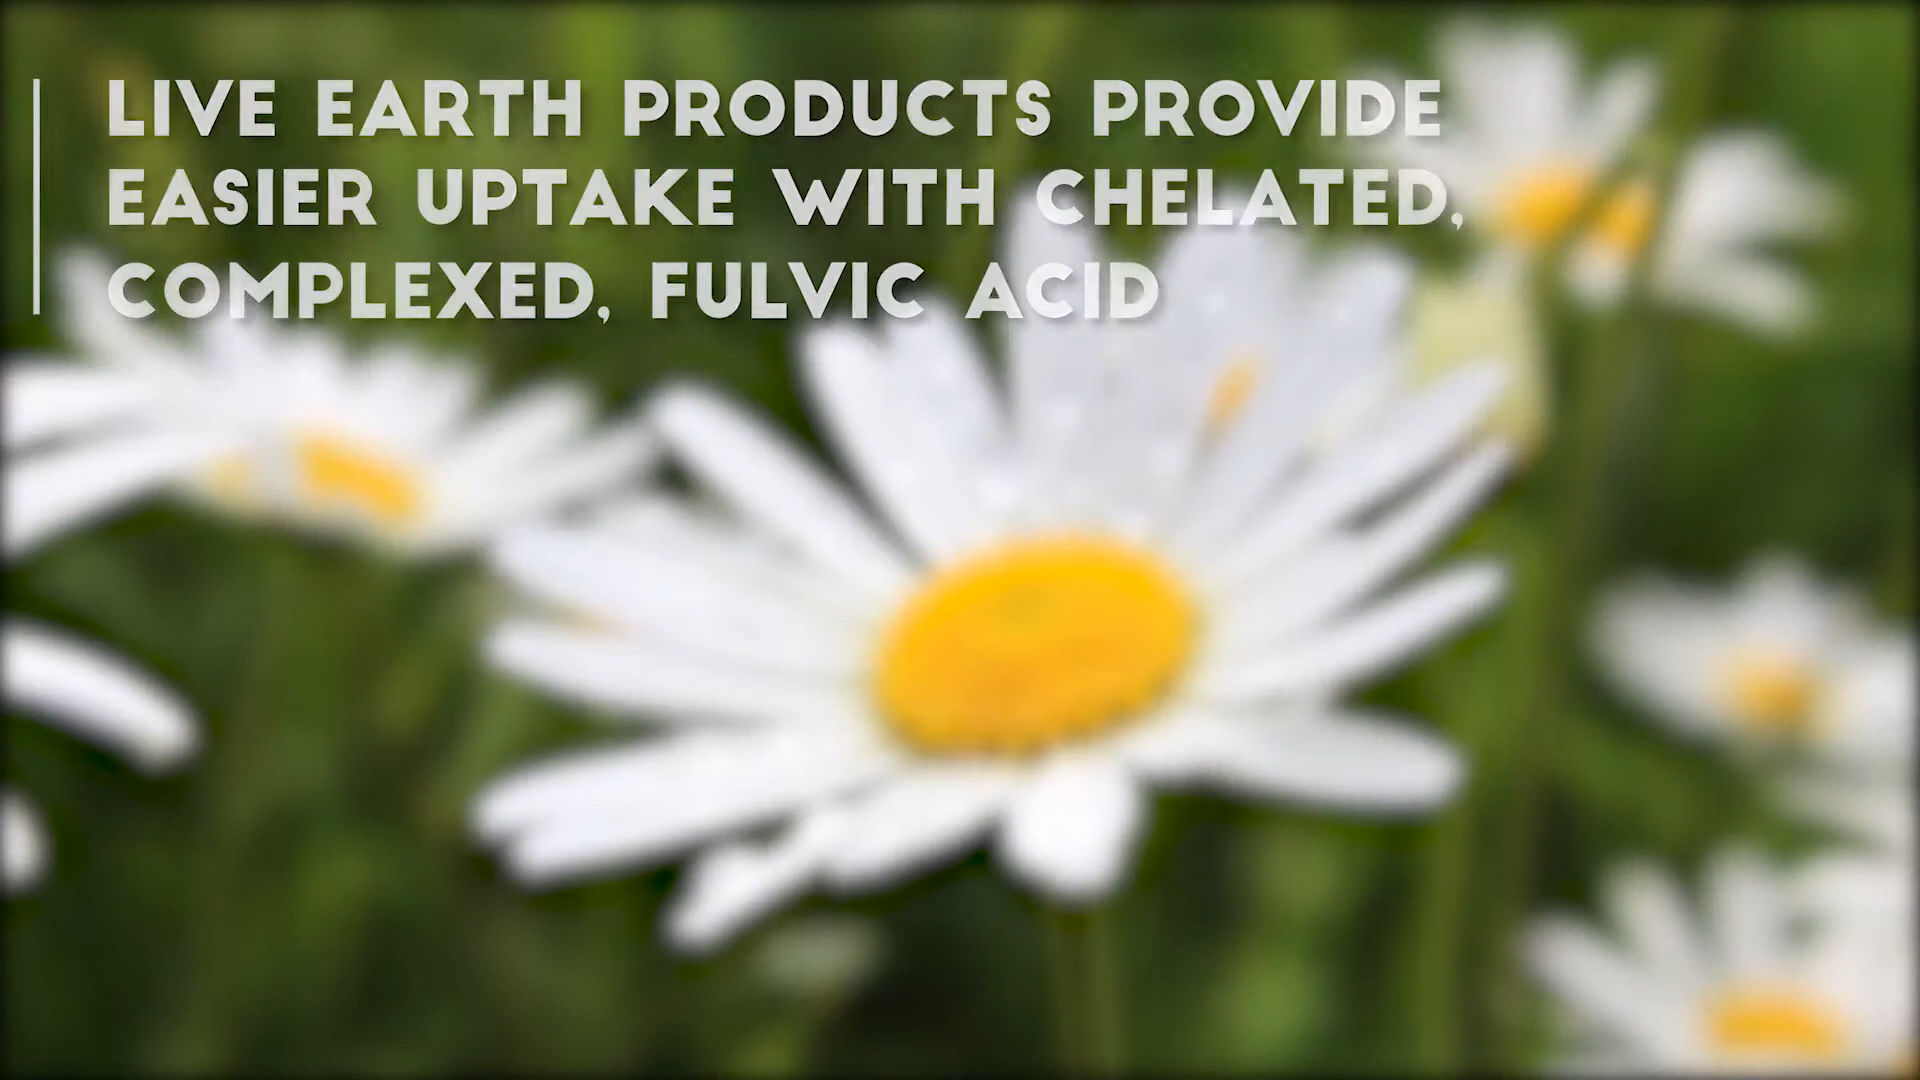 LIVE EARTH PRODUCTS PROVIDE
EASIER UPTAKE WITH CHELATED,
COMPLEXED, FULVIC ACID